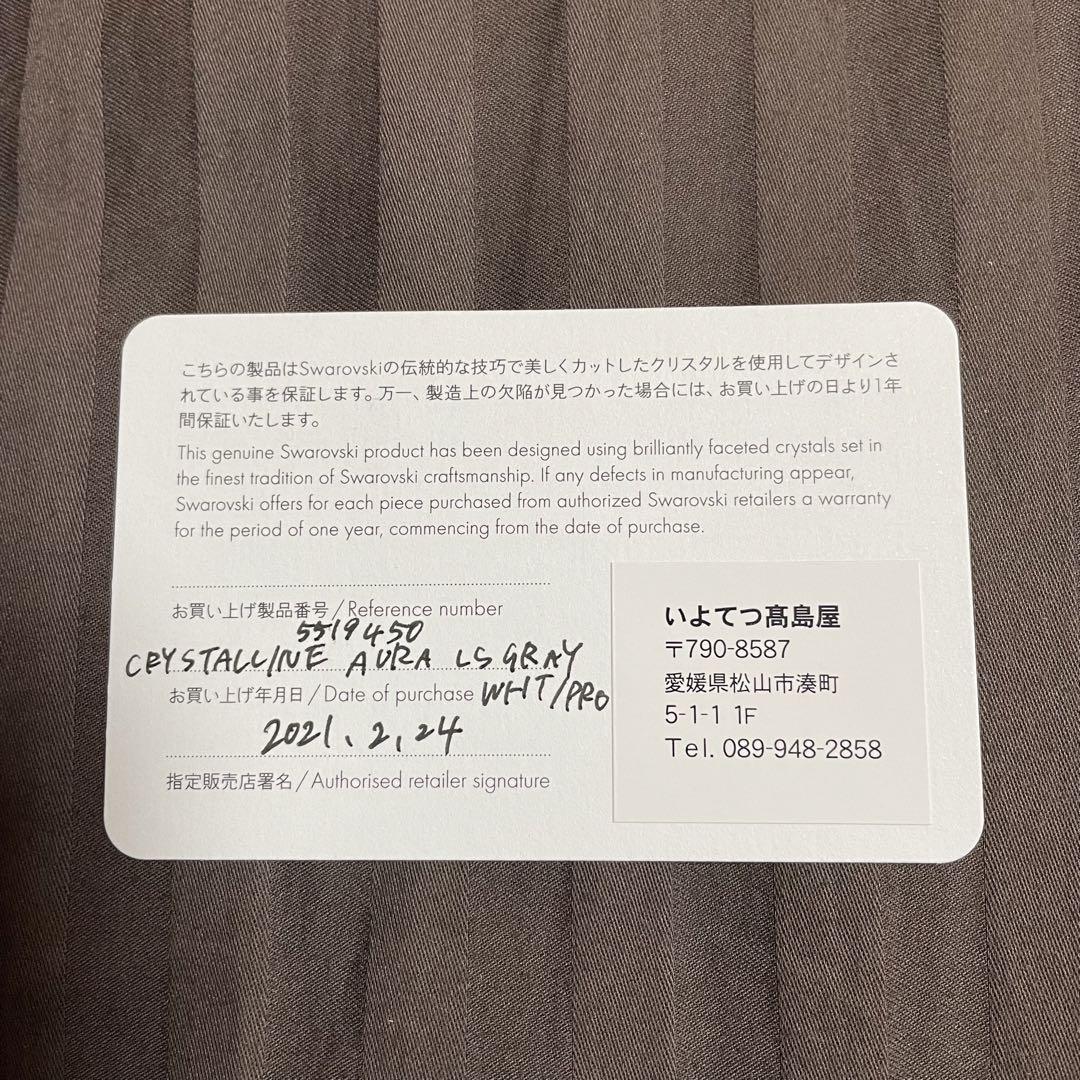 こちらの製品はSwarovskiの伝統的な技巧で美しくカットしたクリスタルを使用してデザインさ
れている事を保証します。万一、製造上の欠陥が見つかった場合には、お買い上げの日より1年
間保証いたします。
This genuine Swarovski product has been designed using brilliantly faceted crystals set in
the finest tradition of Swarovski craftsmanship. If any defects in manufacturing appear,
Swarovski offers for each piece purchased from authorized Swarovski retailers a warranty
for the period of one year, commencing from the date of purchase.
お買い上げ製品番号/Reference number
5519450
CRYSTALLINE AURA LS GRAY
WHT/PRO
お買い上げ年月日/Date of purchase
2021.2.24
指定販売店署名/Authorised retailer signature
いよてつ髙島屋
〒790-8587
愛媛県松山市湊町
5-1-1 1F
Tel. 089-948-2858